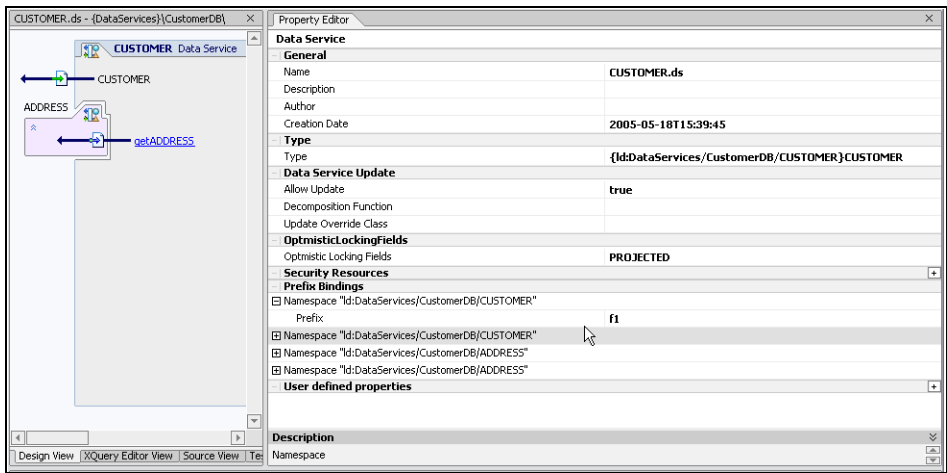 CUSTOMER.ds - {DataServices}\CustomerDB\
CUSTOMER Data Service
CUSTOMER
ADDRESS
getADDRESS
Design View XQuery Editor View Source View Te
Property Editor
Data Service
General
Name CUSTOMER.ds
Description
Author
Creation Date 2005-05-18T15:39:45
Type
Type {ld:DataServices/CustomerDB/CUSTOMER}CUSTOMER
Data Service Update
Allow Update true
Decomposition Function
Update Override Class
OptmisticLockingFields
Optmistic Locking Fields PROJECTED
Security Resources
Prefix Bindings
Namespace "ld:DataServices/CustomerDB/CUSTOMER"
Prefix f1
Namespace "ld:DataServices/CustomerDB/CUSTOMER"
Namespace "ld:DataServices/CustomerDB/ADDRESS"
Namespace "ld:DataServices/CustomerDB/ADDRESS"
User defined properties
Description
Namespace